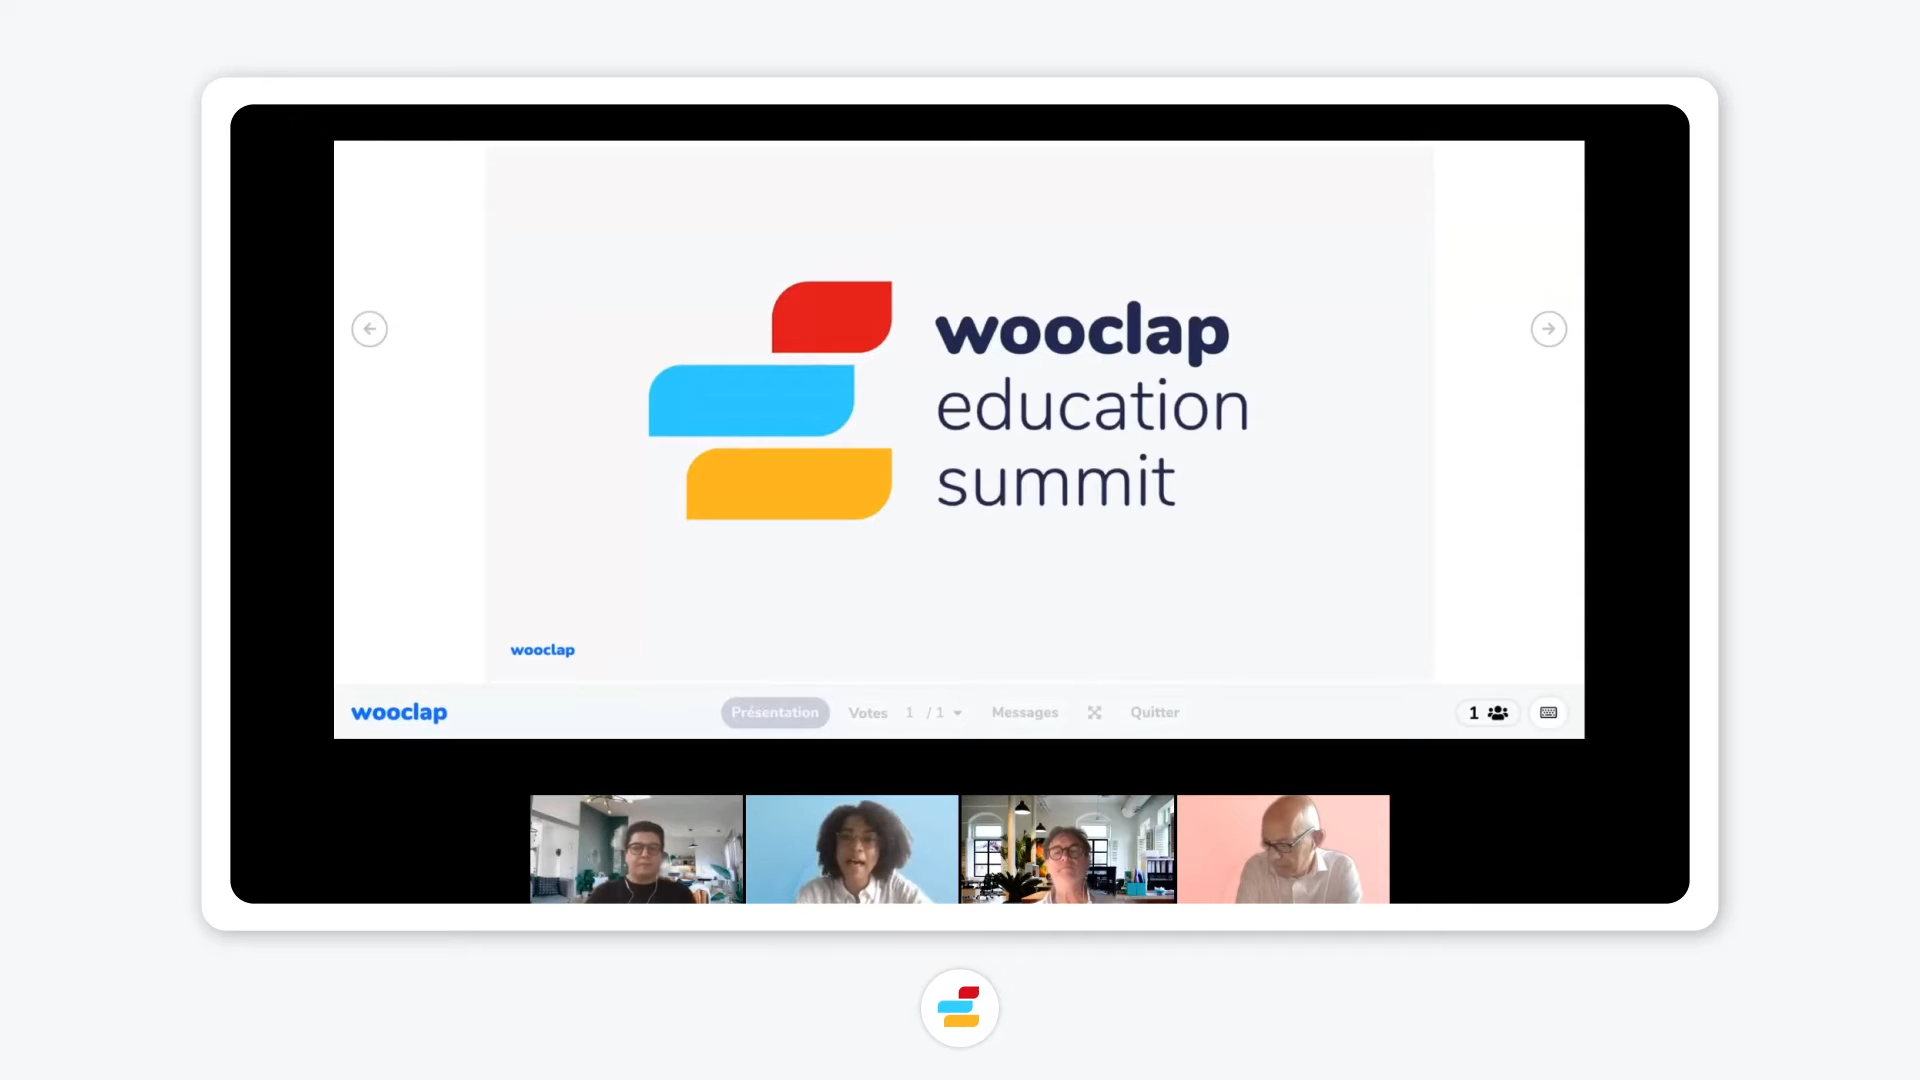 wooclap
education
summit
wooclap
wooclap
Présentation
Votes 1 / 1
Messages
Quitter
1